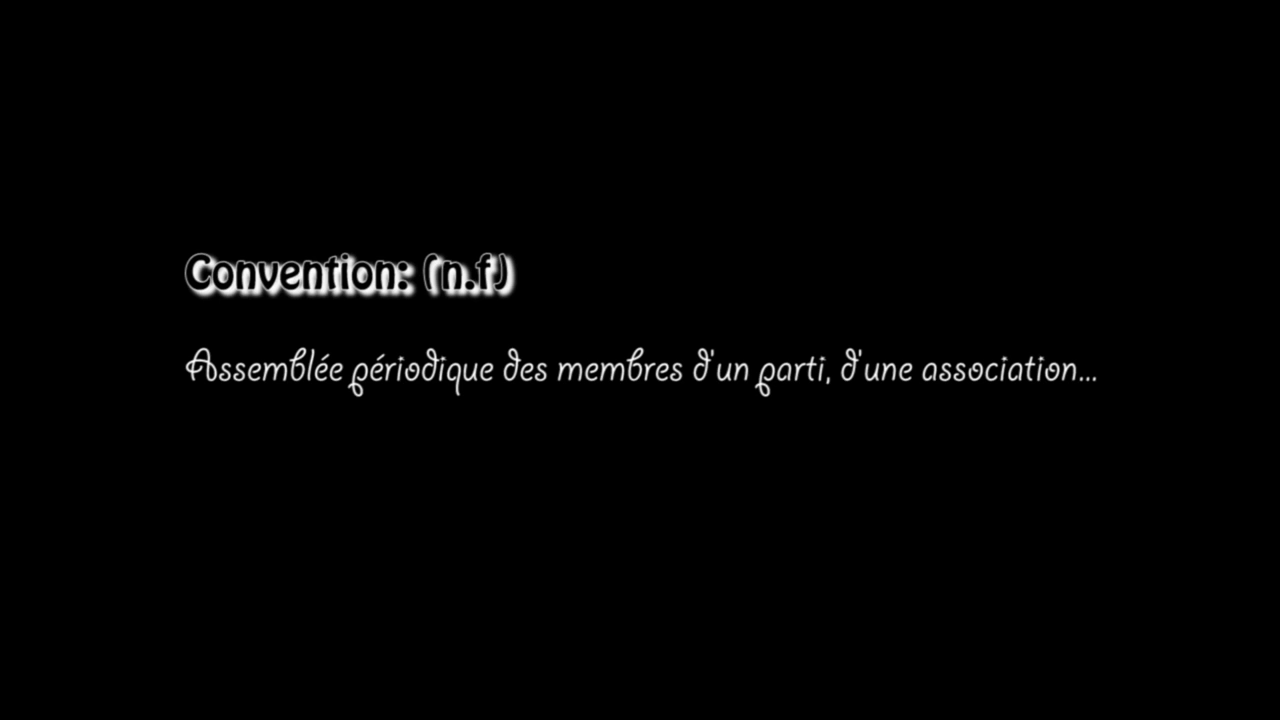 Convention: (n.f)
Assemblée périodique des membres d'un parti, d'une association...